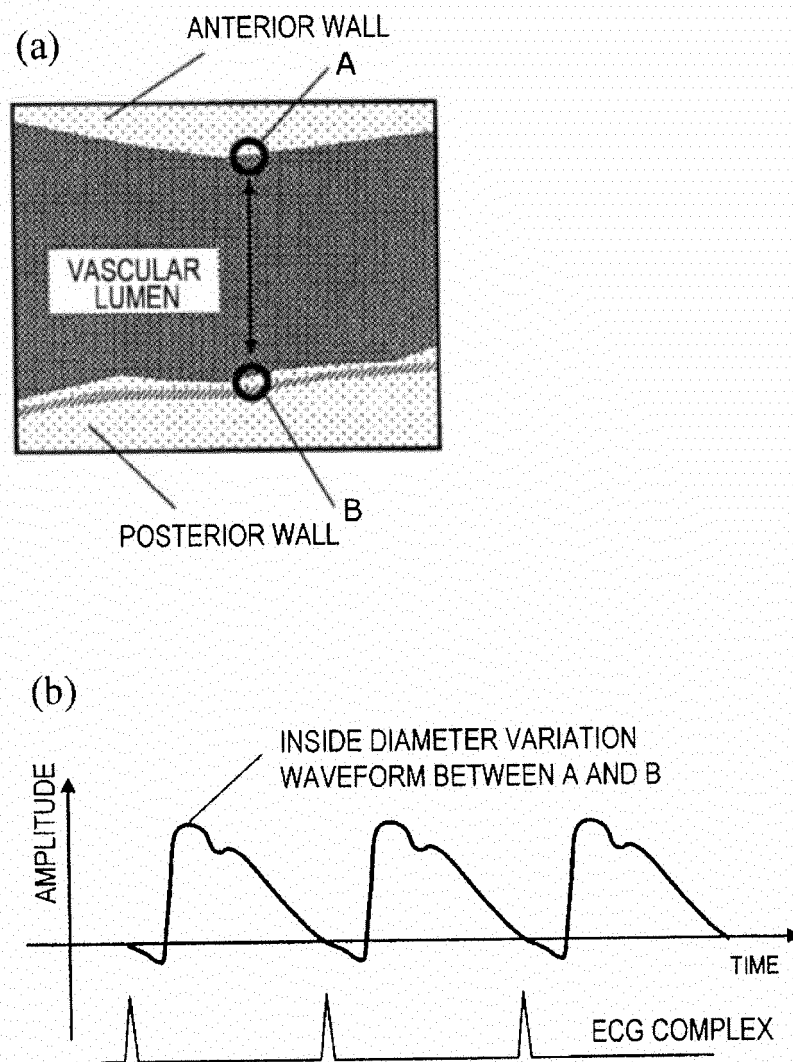 (a)
ANTERIOR WALL
A
VASCULAR
LUMEN
B
POSTERIOR WALL
(b)
INSIDE DIAMETER VARIATION
WAVEFORM BETWEEN A AND B
AMPLITUDE
TIME
ECG COMPLEX